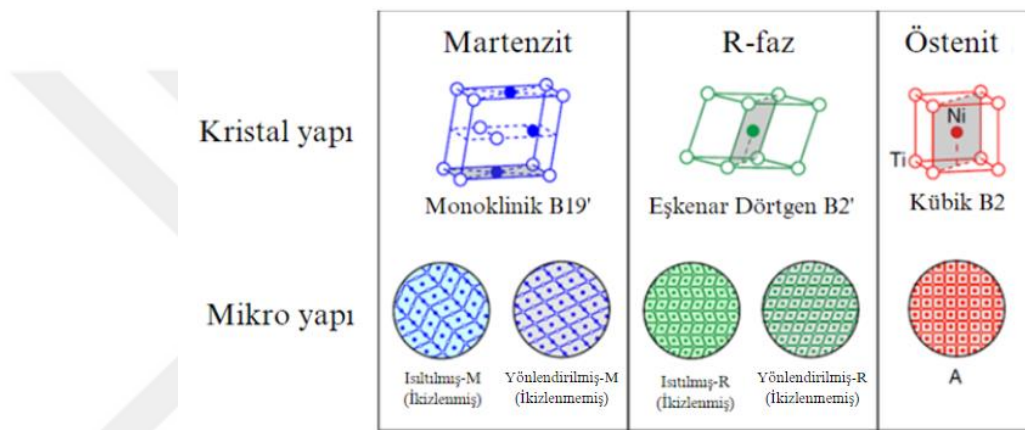 Martenzit
R-faz
Östenit
Kristal yapı
Ni
Ti
Monoklinik B19'
Eşkenar Dörtgen B2'
Kübik B2
Mikro yapı
Isıltılmış-M
(İkizlenmiş)
Yönlendirilmiş-M
(İkizlenmemiş)
Isıtılmış-R
(İkizlenmiş)
Yönlendirilmiş-R
(İkizlenmemiş)
A